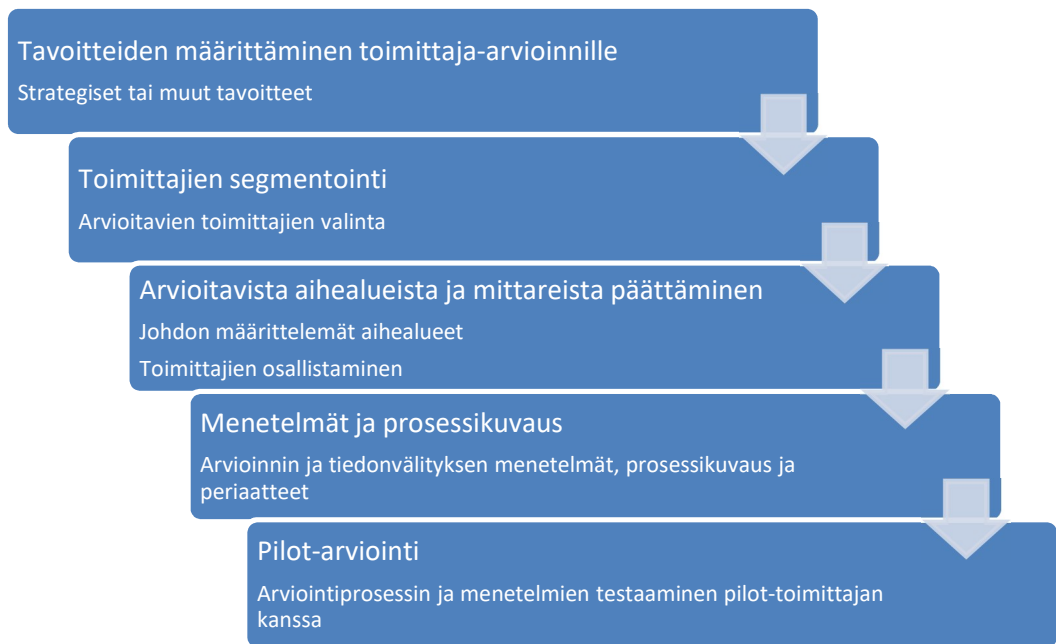 Tavoitteiden määrittäminen toimittaja-arvioinnille
Strategiset tai muut tavoitteet
Toimittajien segmentointi
Arvioitavien toimittajien valinta
Arvioitavista aihealueista ja mittareista päättäminen
Johdon määrittelemät aihealueet
Toimittajien osallistaminen
Menetelmät ja prosessikuvaus
Arvioinnin ja tiedonvälityksen menetelmät, prosessikuvaus ja
periaatteet
Pilot-arviointi
Arviointiprosessin ja menetelmien testaaminen pilot-toimittajan
kanssa